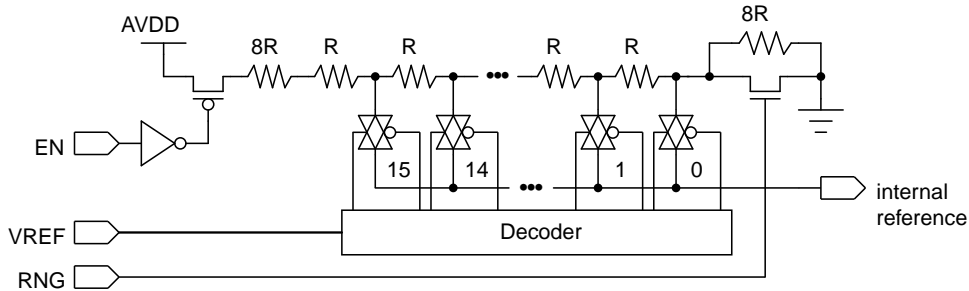 AVDD
8R
R
R
R
R
8R
EN
15
14
1
0
internal
reference
VREF
Decoder
RNG